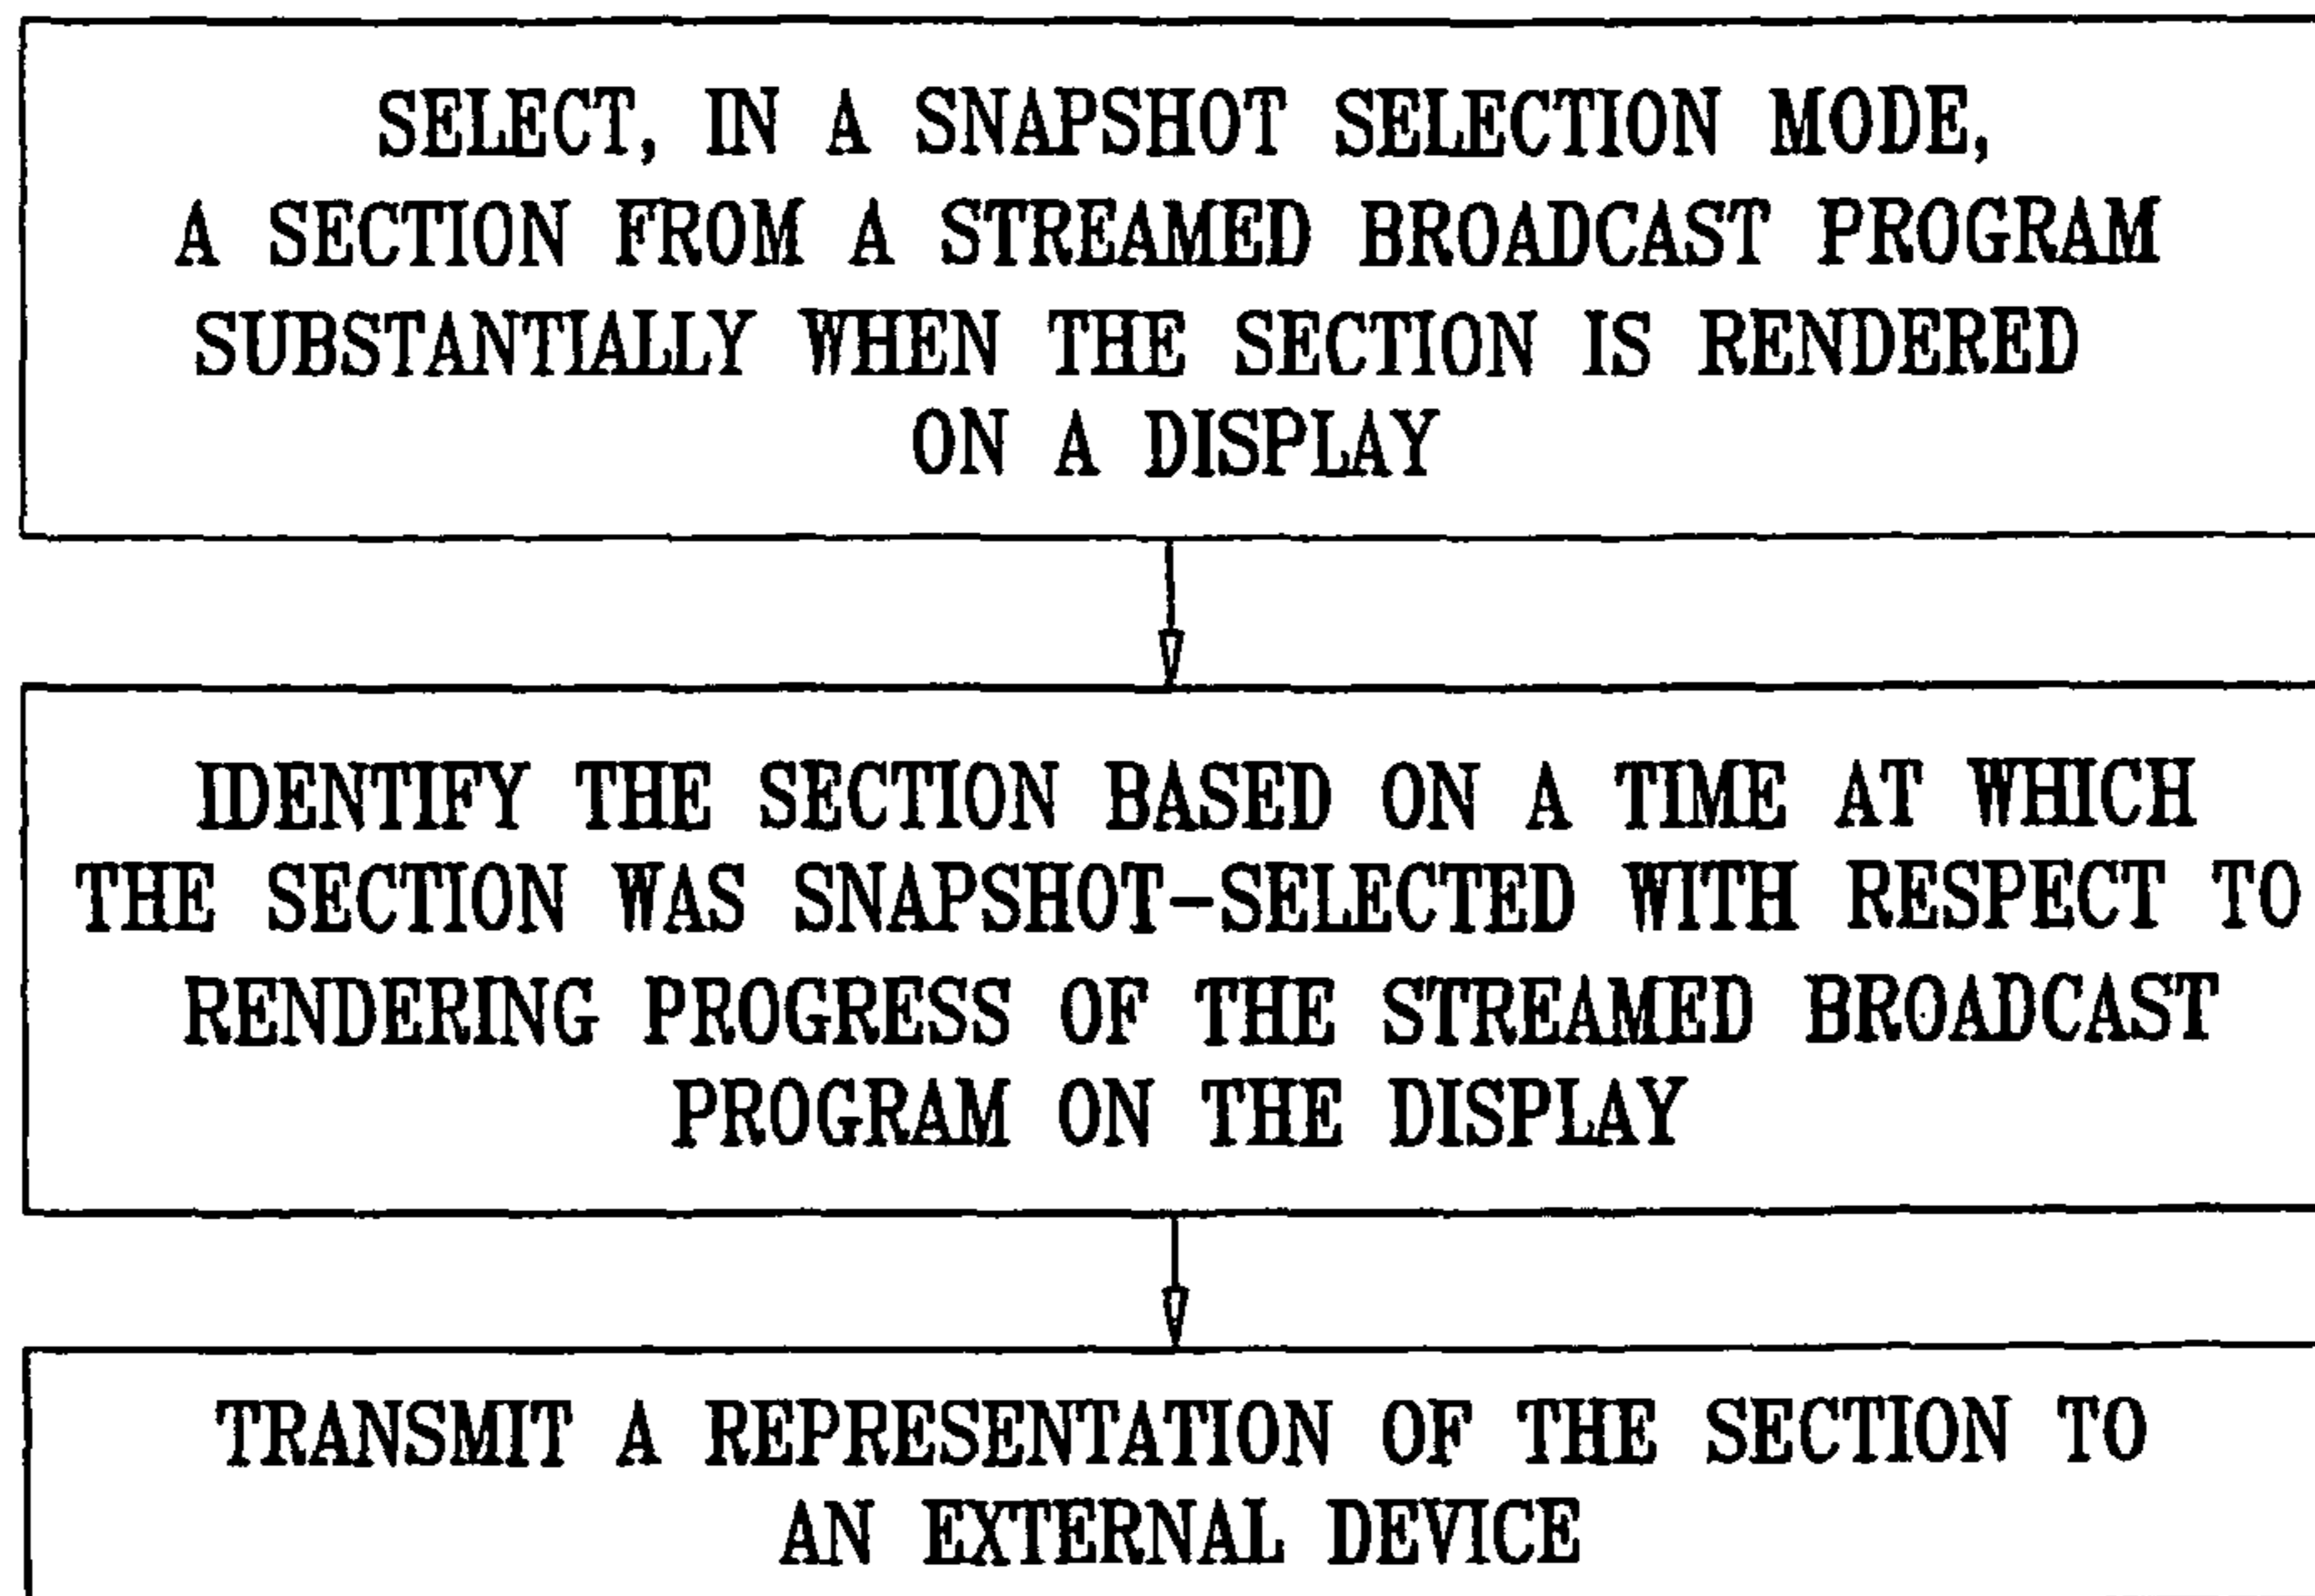 SELECT, IN A SNAPSHOT SELECTION MODE,
A SECTION FROM A STREAMED BROADCAST PROGRAM
SUBSTANTIALLY WHEN THE SECTION IS RENDERED
ON A DISPLAY
IDENTIFY THE SECTION BASED ON A TIME AT WHICH
THE SECTION WAS SNAPSHOT-SELECTED WITH RESPECT TO
RENDERING PROGRESS OF THE STREAMED BROADCAST
PROGRAM ON THE DISPLAY
TRANSMIT A REPRESENTATION OF THE SECTION TO
AN EXTERNAL DEVICE